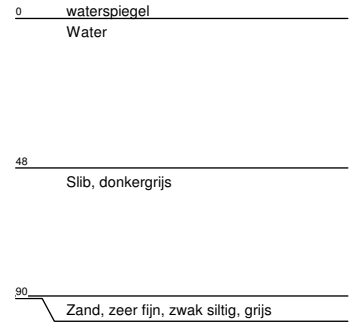 0 waterspiegel
Water
48
Slib, donkergrijs
90
Zand, zeer fijn, zwak siltig, grijs